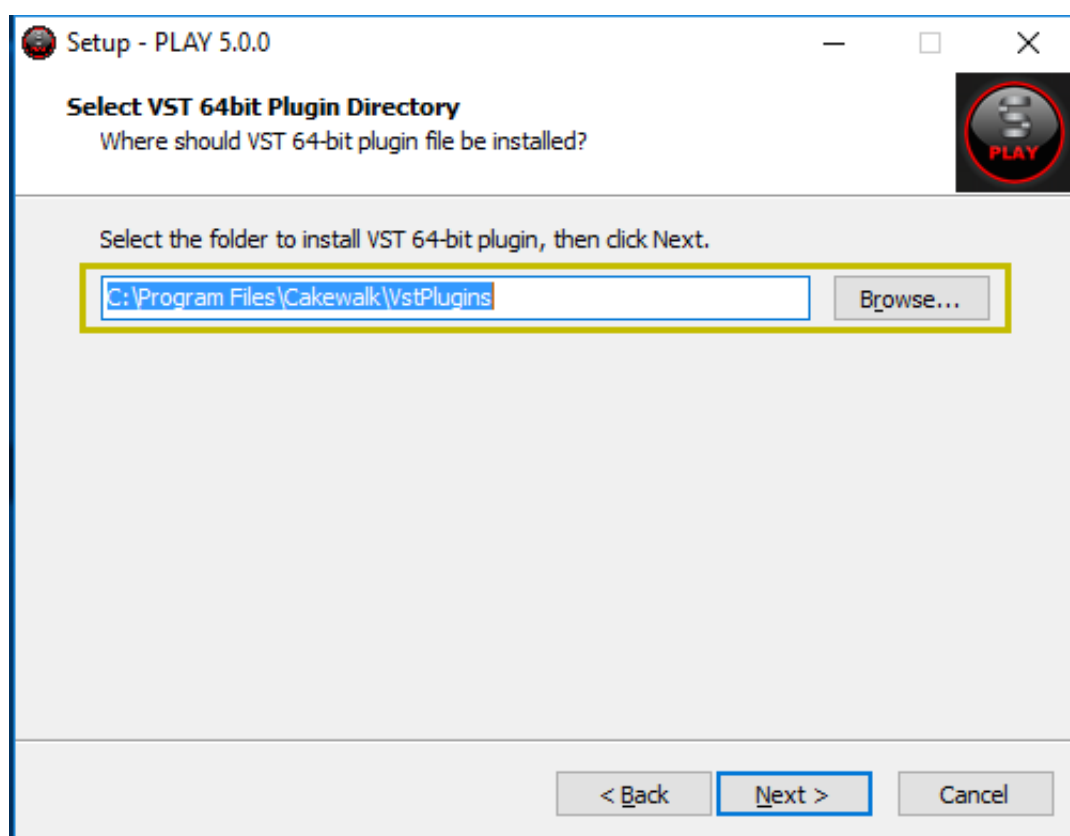 Setup - PLAY 5.0.0
Select VST 64bit Plugin Directory
Where should VST 64-bit plugin file be installed?
PLAY
Select the folder to install VST 64-bit plugin, then click Next.
C:\Program Files\Cakewalk\VstPlugins
Browse...
< Back
Next >
Cancel